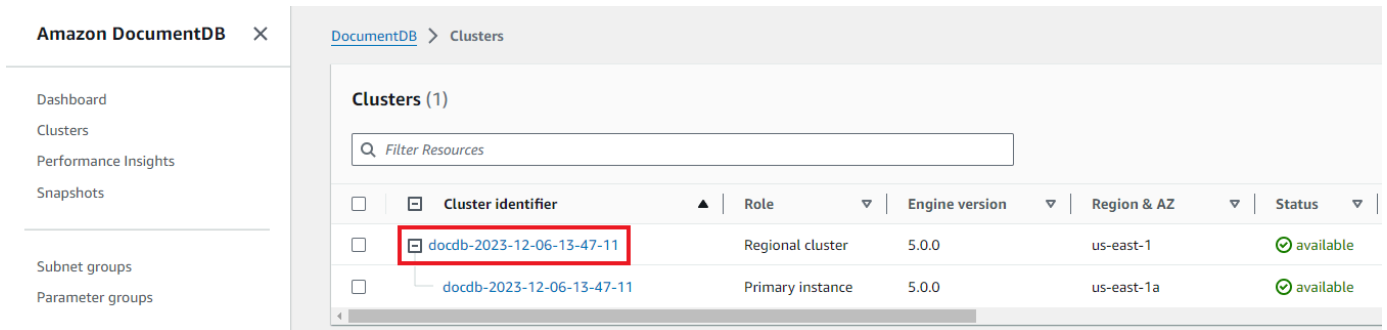 Amazon DocumentDB
Dashboard
Clusters
Performance Insights
Snapshots
Subnet groups
Parameter groups
DocumentDB > Clusters
Clusters (1)
Filter Resources
Cluster identifier Role Engine version Region & AZ Status
docdb-2023-12-06-13-47-11 Regional cluster 5.0.0 us-east-1 available
docdb-2023-12-06-13-47-11 Primary instance 5.0.0 us-east-1a available